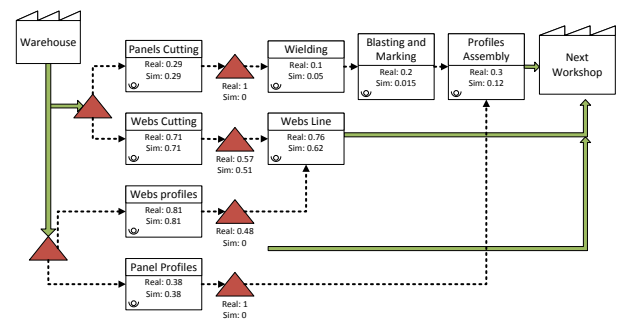 Warehouse
Panels Cutting
Real: 0.29
Sim: 0.29
Real: 1
Sim: 0
Wielding
Real: 0.1
Sim: 0.05
Blasting and
Marking
Real: 0.2
Sim: 0.015
Profiles
Assembly
Real: 0.3
Sim: 0.12
Next
Workshop
Webs Cutting
Real: 0.71
Sim: 0.71
Real: 0.57
Sim: 0.51
Webs Line
Real: 0.76
Sim: 0.62
Webs profiles
Real: 0.81
Sim: 0.81
Real: 0.48
Sim: 0
Panel Profiles
Real: 0.38
Sim: 0.38
Real: 1
Sim: 0